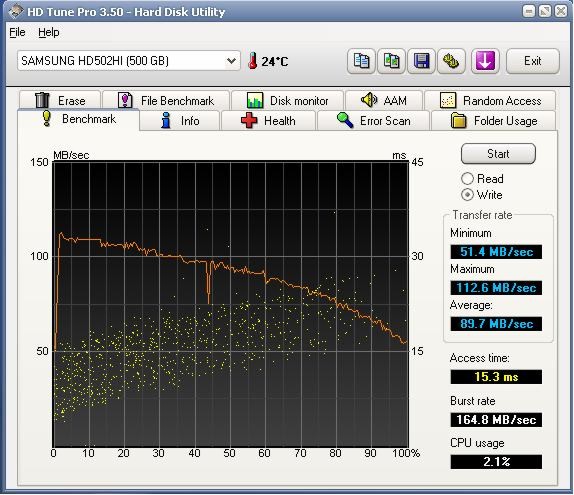 HD Tune Pro 3.50 - Hard Disk Utility
File Help
SAMSUNG HD502HI (500 GB) 24°C Exit
Erase File Benchmark Disk monitor AAM Random Access
Benchmark Info Health Error Scan Folder Usage
150 MB/sec ms 45
100 30
50 15
0 10 20 30 40 50 60 70 80 90 100%
Start
Read
Write
Transfer rate
Minimum
51.4 MB/sec
Maximum
112.6 MB/sec
Average:
89.7 MB/sec
Access time:
15.3 ms
Burst rate
164.8 MB/sec
CPU usage
2.1%